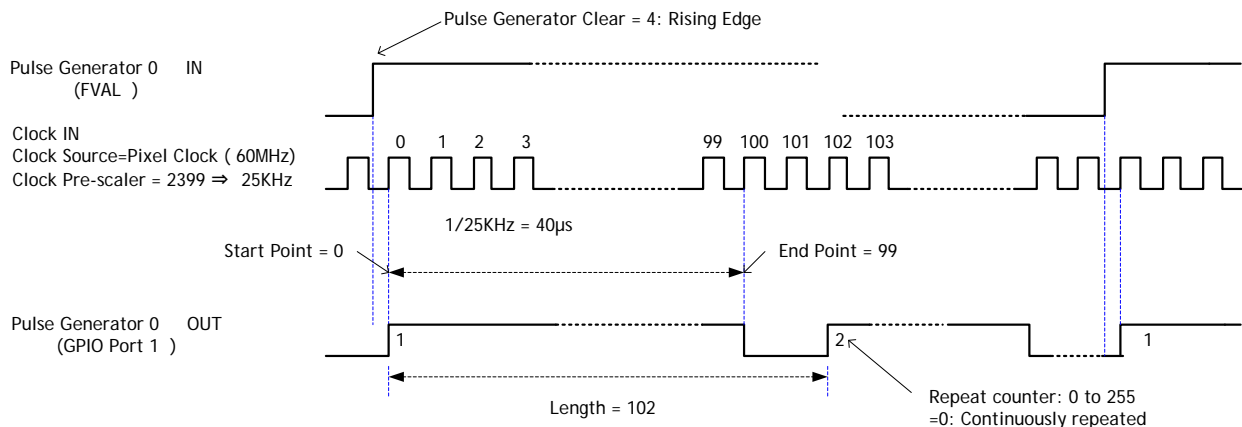 Pulse Generator Clear = 4: Rising Edge
Pulse Generator 0 IN
(FVAL )
Clock IN
Clock Source=Pixel Clock ( 60MHz)
Clock Pre-scaler = 2399 ⇒ 25KHz
0 1 2 3 99 100 101 102 103
1/25KHz = 40μs
Start Point = 0
End Point = 99
Pulse Generator 0 OUT
(GPIO Port 1 )
1 2 1
Length = 102
Repeat counter: 0 to 255
=0: Continuously repeated